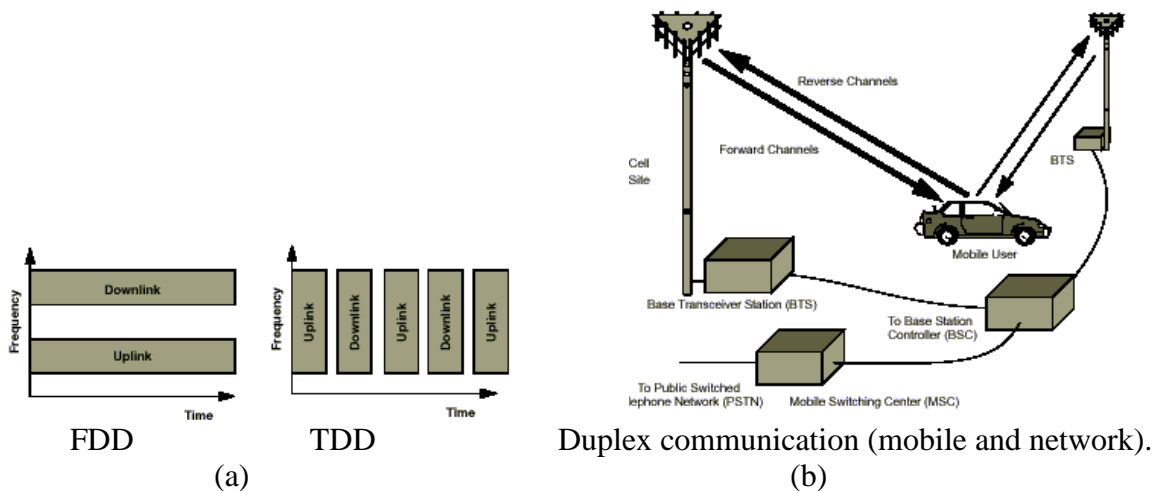 Frequency
Downlink
Uplink
Time
FDD
Frequency
Uplink
Downlink
Uplink
Downlink
Uplink
Time
TDD
(a)
Reverse Channels
Forward Channels
Cell
Site
BTS
Mobile User
Base Transceiver Station (BTS)
To Base Station
Controller (BSC)
To Public Switched
lephone Network (PSTN)
Mobile Switching Center (MSC)
Duplex communication (mobile and network).
(b)